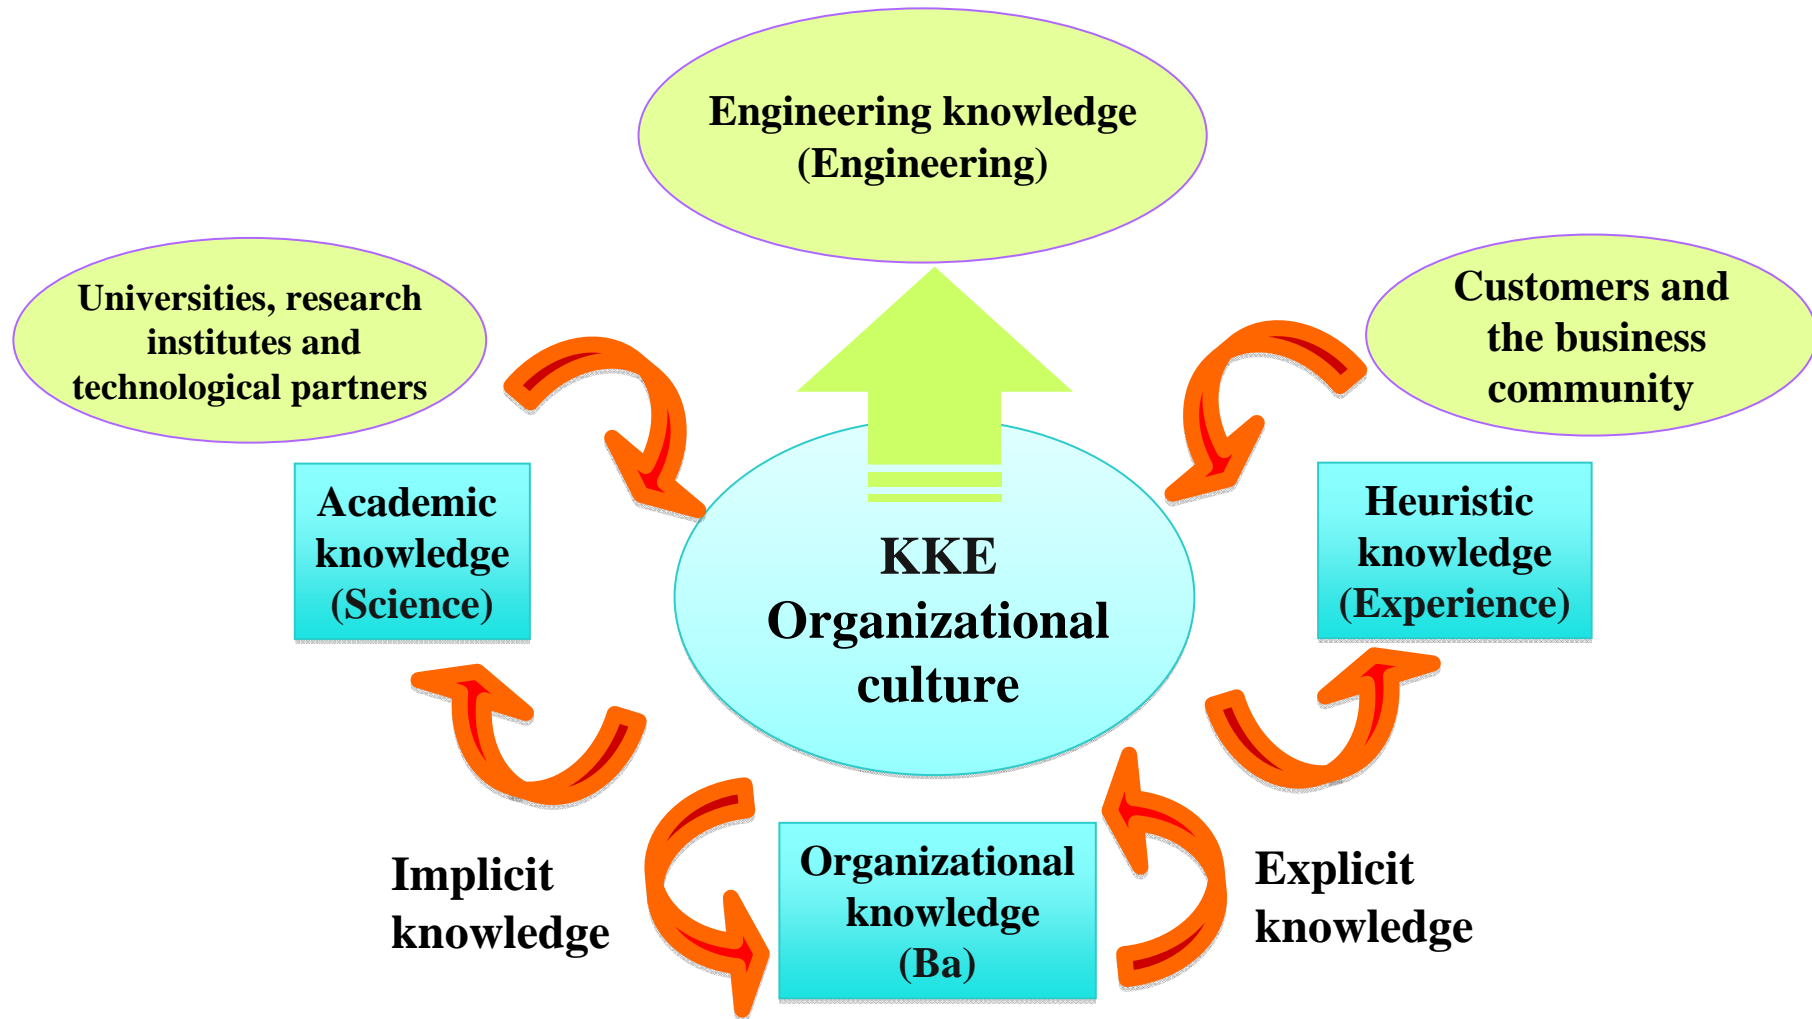 Engineering knowledge
(Engineering)
Universities, research
institutes and
technological partners
Customers and
the business
community
Academic
knowledge
(Science)
KKE
Organizational
culture
Heuristic
knowledge
(Experience)
Implicit
knowledge
Organizational
knowledge
(Ba)
Explicit
knowledge